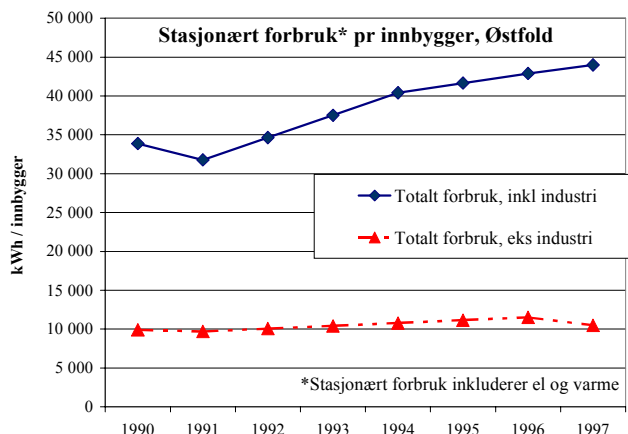 Stasjonært forbruk* pr innbygger, Østfold
kWh / innbygger
50 000
45 000
40 000
35 000
30 000
25 000
20 000
15 000
10 000
5 000
0
Totalt forbruk, inkl industri
Totalt forbruk, eks industri
*Stasjonært forbruk inkluderer el og varme
1990 1991 1992 1993 1994 1995 1996 1997